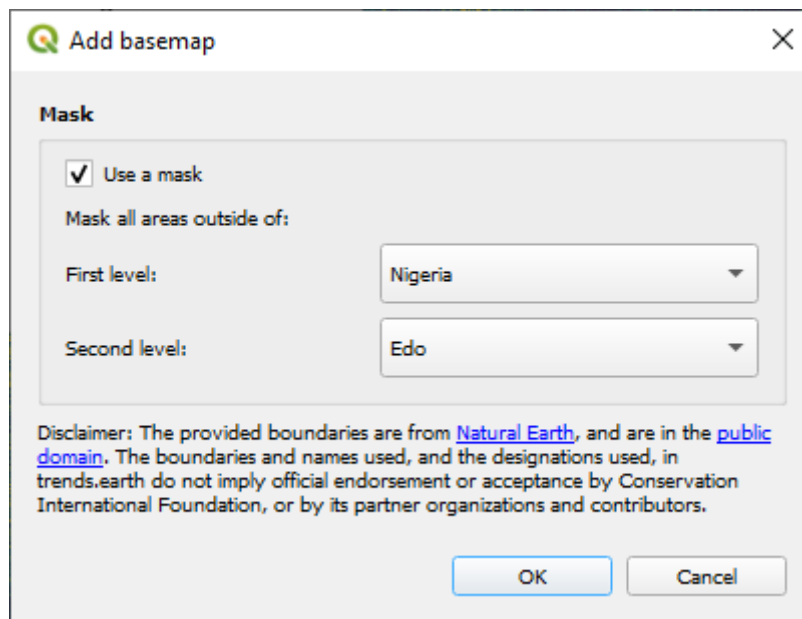 Add basemap
Mask
Use a mask
Mask all areas outside of:
First level: Nigeria
Second level: Edo
Disclaimer: The provided boundaries are from Natural Earth, and are in the public
domain. The boundaries and names used, and the designations used, in
trends.earth do not imply official endorsement or acceptance by Conservation
International Foundation, or by its partner organizations and contributors.
OK Cancel